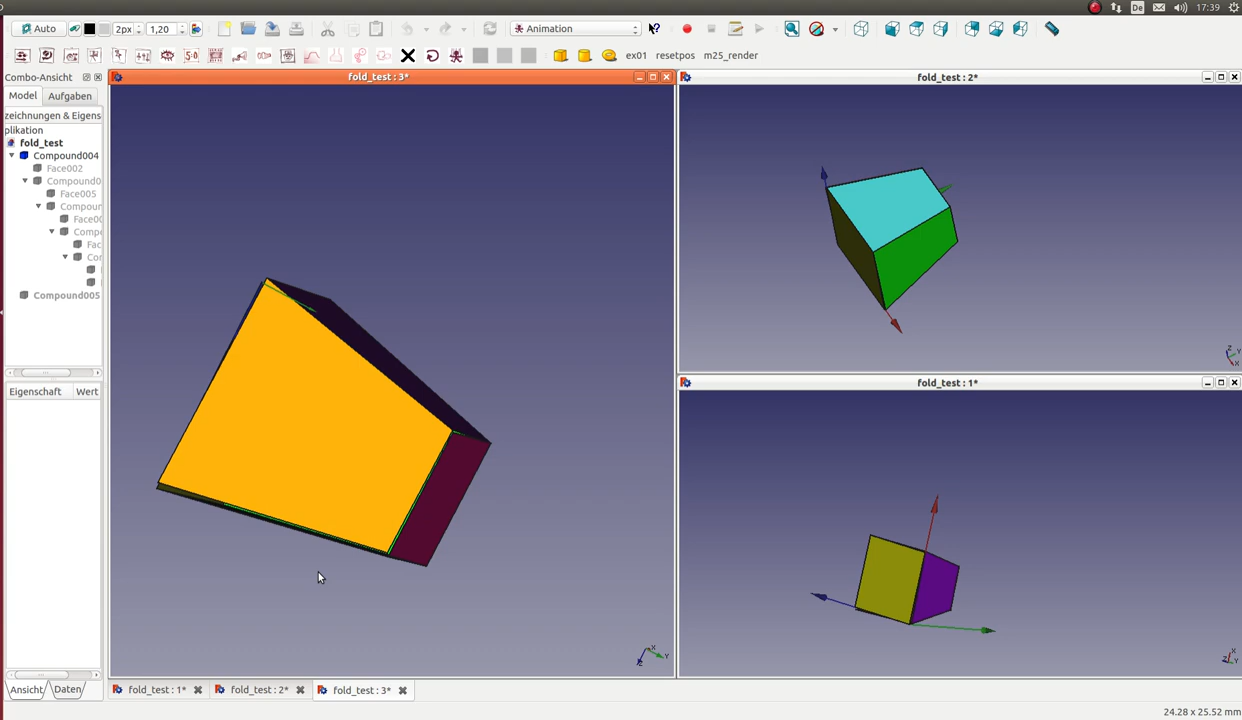 De 17:39
Auto 2px 1,20 Animation
ex01 resetpos m25_render
Combo-Ansicht
Model Aufgaben
zeichnungen & Eigens
plikation
fold_test
Compound004
Face002
Compound0
Face005
Compoun
Face00
Compo
Fac
Cor
Compound005
Eigenschaft Wert
Ansicht Daten
fold_test : 3*
fold_test : 2*
fold_test : 1*
fold_test : 1* fold_test : 2* fold_test : 3*
24.28 x 25.52 mm